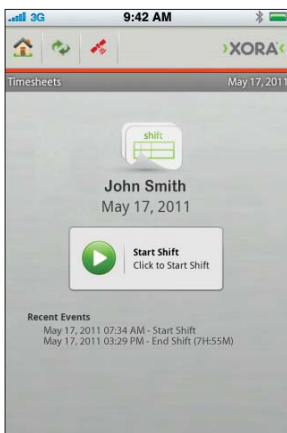 3G 9:42 AM
›XORA‹
Timesheets May 17, 2011
shift
John Smith
May 17, 2011
Start Shift
Click to Start Shift
Recent Events
May 17, 2011 07:34 AM - Start Shift
May 17, 2011 03:29 PM - End Shift (7H:55M)